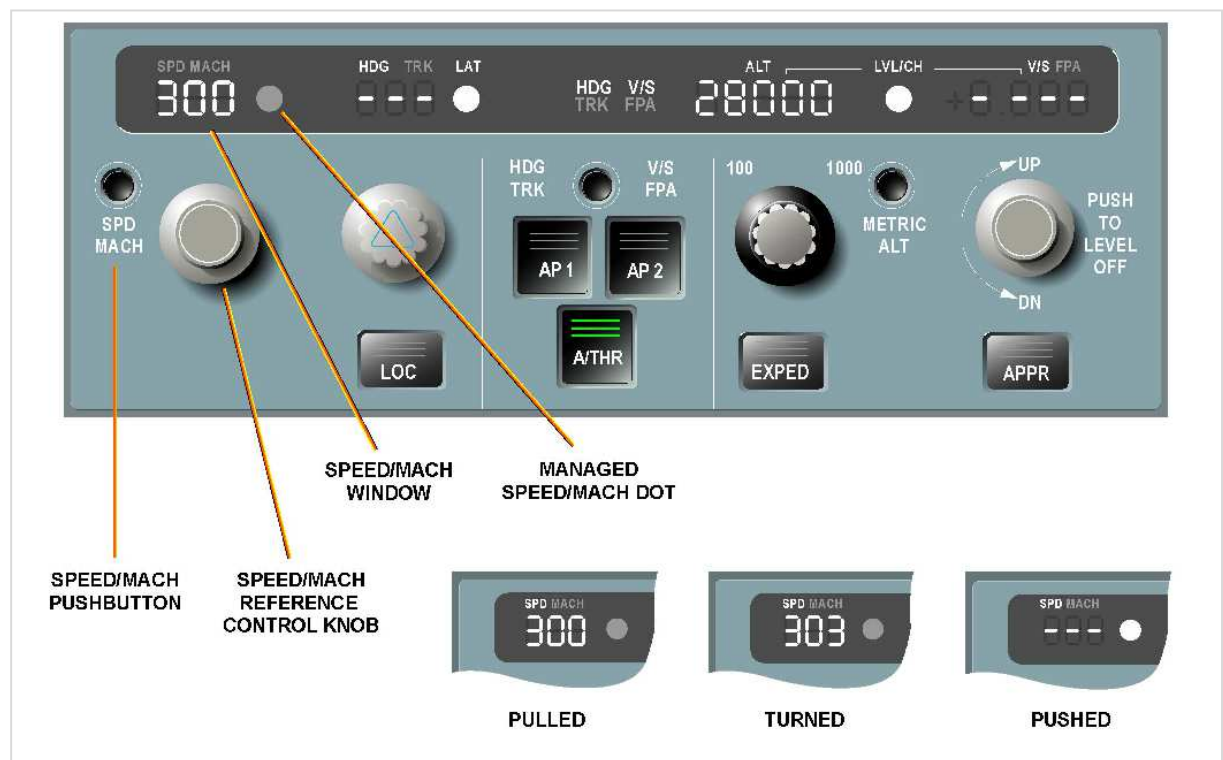 SPD MACH
300
HDG TRK LAT
---
HDG V/S
TRK FPA
ALT LVL/CH V/S FPA
28000 - ---
SPD
MACH
LOC
HDG
TRK
V/S
FPA
AP 1
AP 2
A/THR
100
1000
METRIC
ALT
EXPED
UP
PUSH
TO
LEVEL
OFF
DN
APPR
SPEED/MACH
PUSHBUTTON
SPEED/MACH
REFERENCE
CONTROL KNOB
SPEED/MACH
WINDOW
MANAGED
SPEED/MACH DOT
SPD MACH
300
PULLED
SPD MACH
303
TURNED
SPD MACH
---
PUSHED